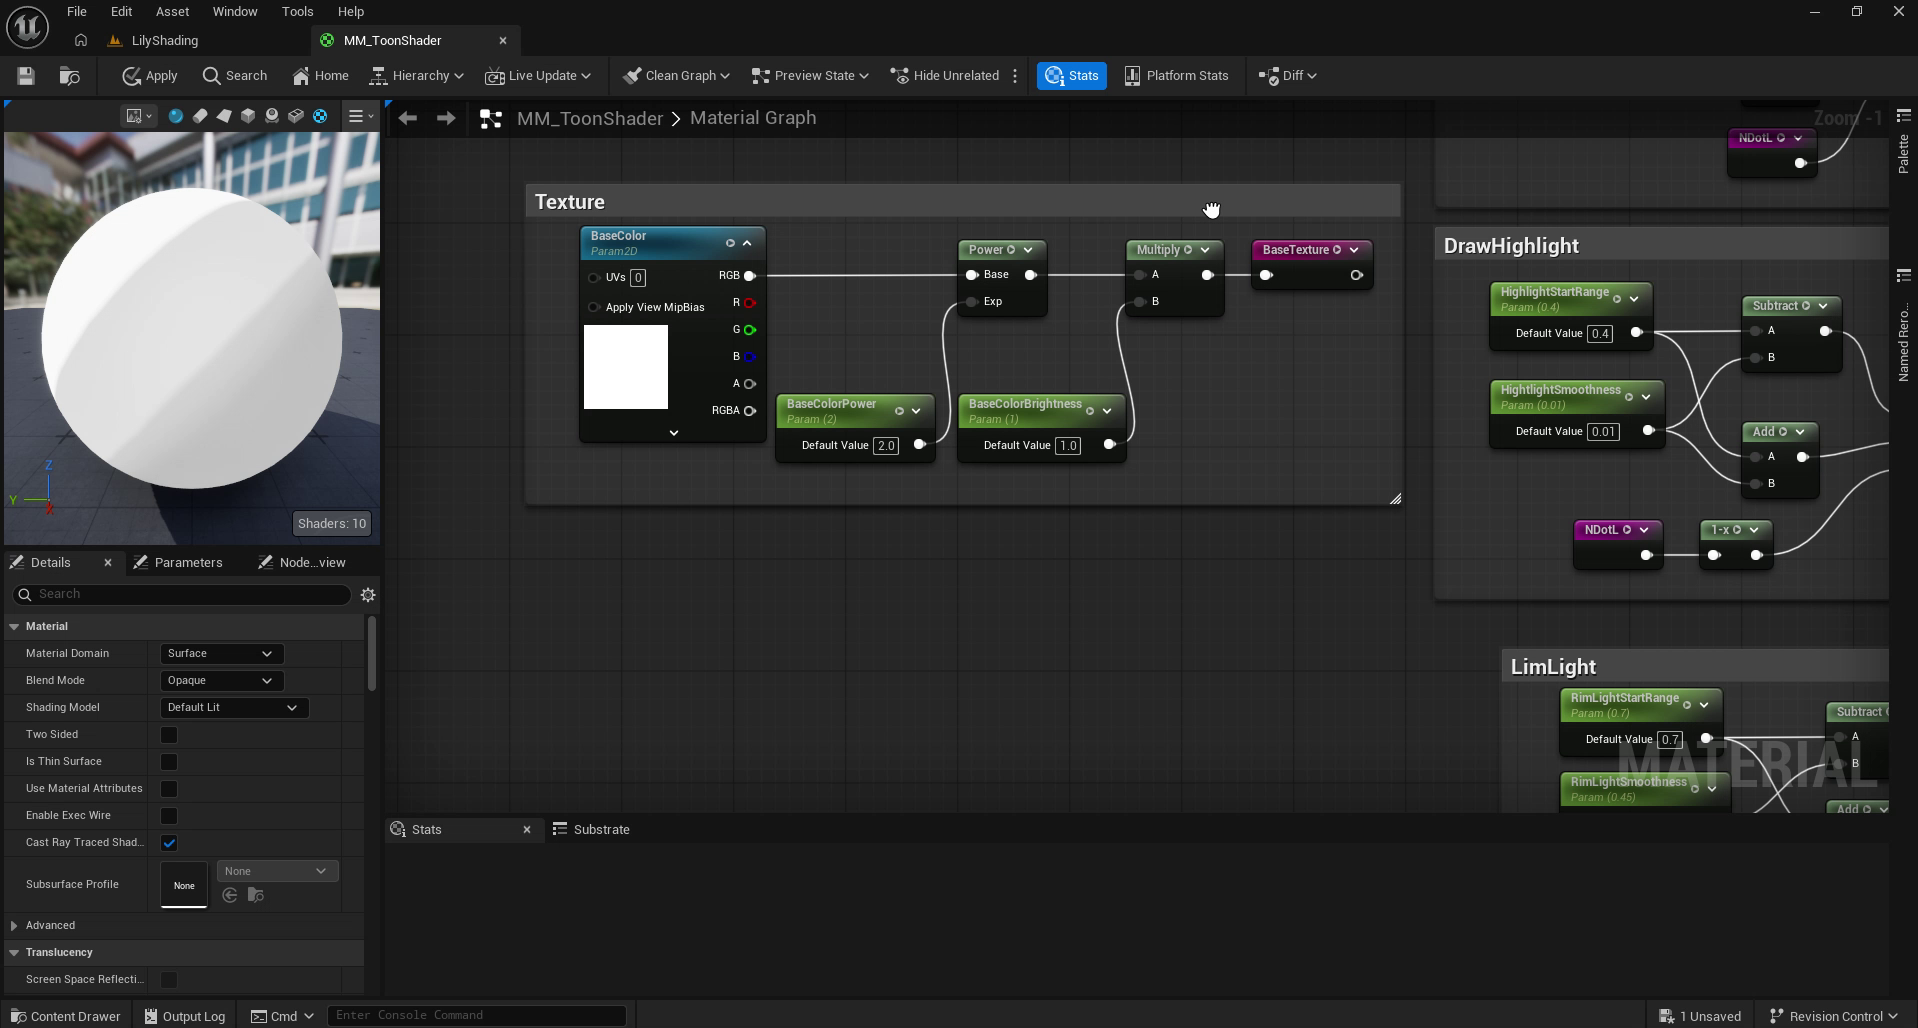 File Edit Asset Window Tools Help
LilyShading
MM_ToonShader
Apply Search Home Hierarchy Live Update Clean Graph Preview State Hide Unrelated Stats Platform Stats Diff
MM_ToonShader > Material Graph
Zoom -1
Palette
Named Rero...
Shaders: 10
Z
Y
X
Texture
BaseColor
Param2D
UVs 0
RGB
Apply View MipBias
R
G
B
A
RGBA
BaseColorPower
Param (2)
Default Value 2.0
Power
Base
Exp
BaseColorBrightness
Param (1)
Default Value 1.0
Multiply
A
B
BaseTexture
NDotL
DrawHighlight
HighlightStartRange
Param (0.4)
Default Value 0.4
HightlightSmoothness
Param (0.01)
Default Value 0.01
Subtract
A
B
Add
A
B
NDotL
1-x
LimLight
RimLightStartRange
Param (0.7)
Default Value 0.7
RimLightSmoothness
Param (0.45)
Subtract
A
B
Add
MATERIAL
Details Parameters Node...view
Search
Material
Material Domain Surface
Blend Mode Opaque
Shading Model Default Lit
Two Sided
Is Thin Surface
Use Material Attributes
Enable Exec Wire
Cast Ray Traced Shad...
Subsurface Profile None None
Advanced
Translucency
Screen Space Reflecti...
Stats Substrate
Content Drawer Output Log Cmd Enter Console Command 1 Unsaved Revision Control